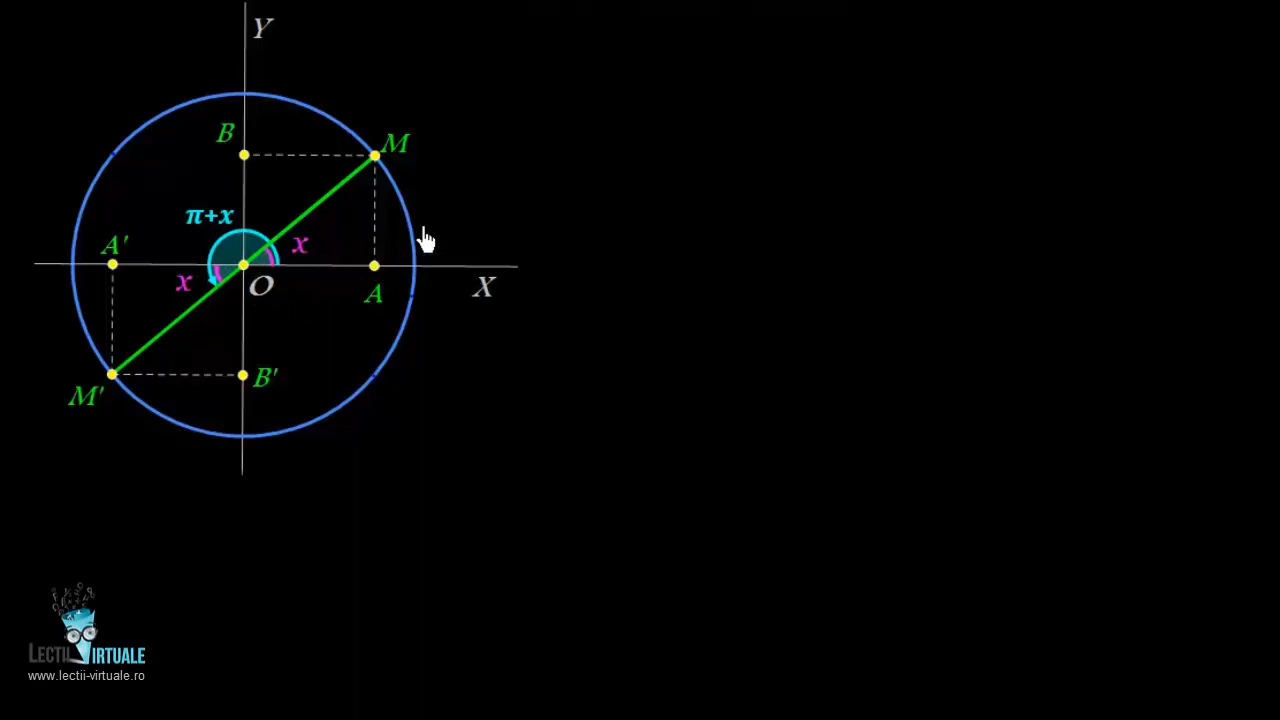 Y
B
M
π+x
A'
x
x
O
A
X
M'
B'
LECTII VIRTUALE
www.lectii-virtuale.ro